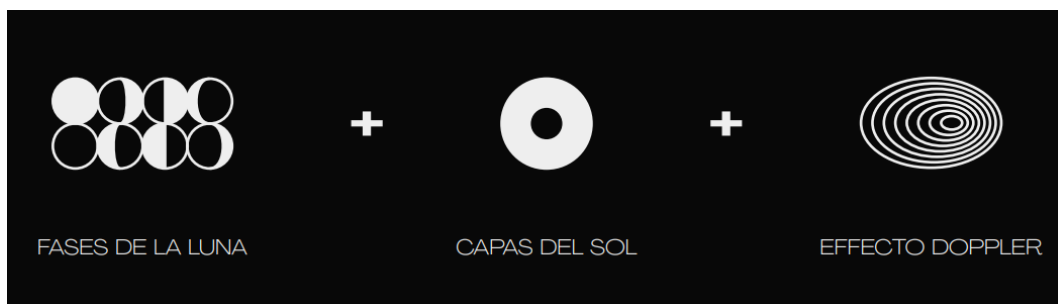 +
+
FASES DE LA LUNA
CAPAS DEL SOL
EFFECTO DOPPLER